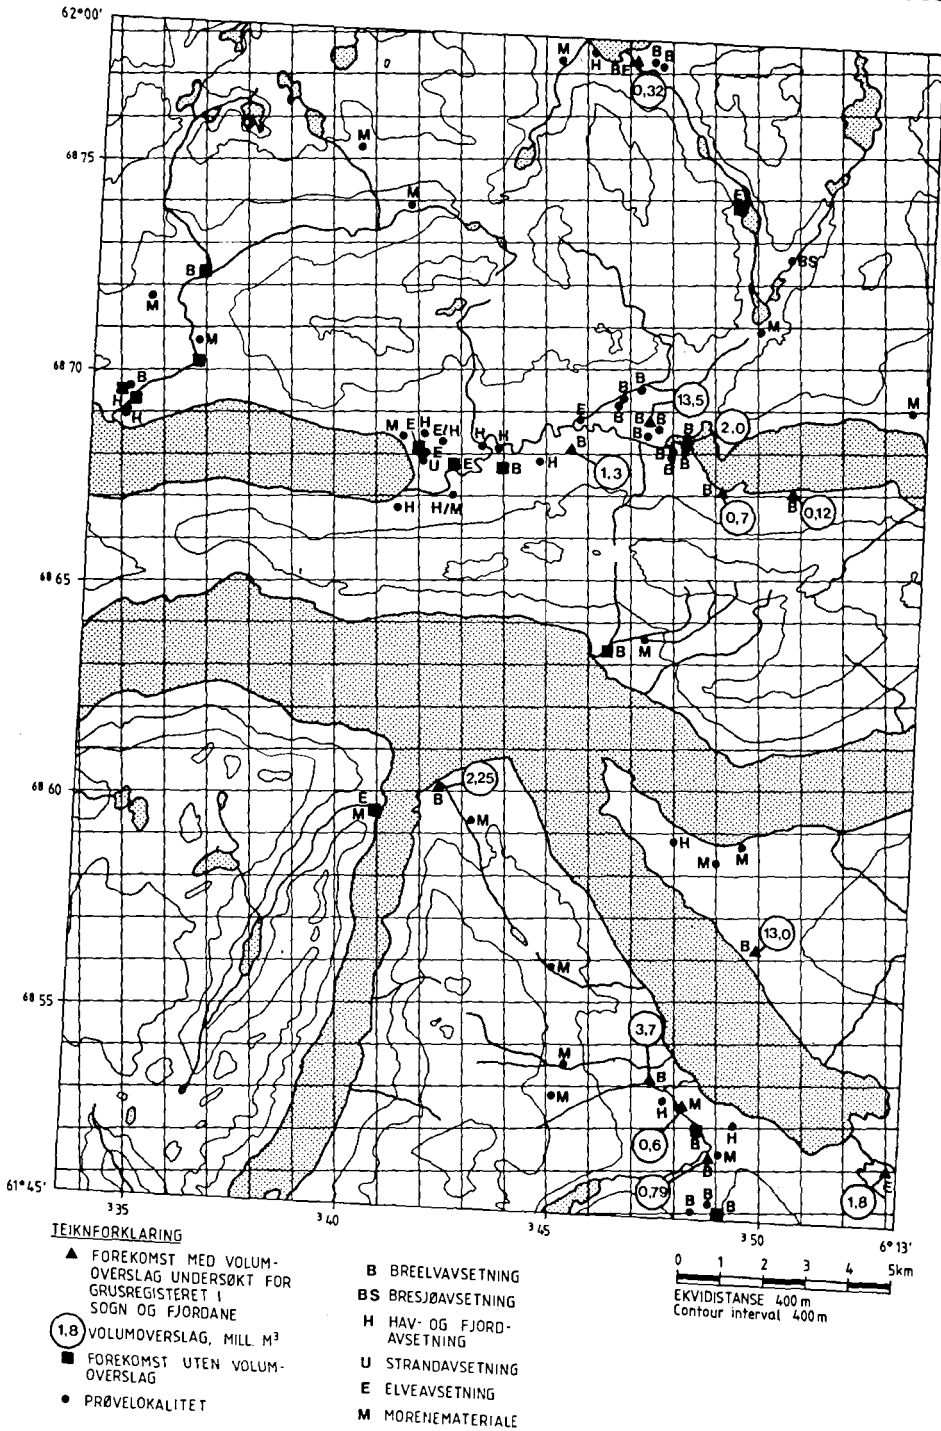 62°00'
M
H
BE
B
B
0,32
M
68 75
M
E
B
BS
M
M
M
68 70
B
H
H
B
B
B
13,5
M
M
E
H
E/H
H
H
E
B
B
B
2,0
E
U
E
B
H
B
B
B
1,3
H
H/M
B
0,7
B
0,12
68 65
B
M
68 60
E
M
2,25
B
M
H
M
M
B
13,0
M
68 55
3,7
M
B
M
H
M
0,6
B
H
M
0,79
B
B
B
B
1,8
E
61°45'
3 35
3 40
3 45
3 50
6°13'
TEIKNFORKLARING
FOREKOMST MED VOLUM-
OVERSLAG UNDERSØKT FOR
GRUSREGISTERET I
SOGN OG FJORDANE
1,8 VOLUMOVERSLAG, MILL. M³
FOREKOMST UTEN VOLUM-
OVERSLAG
PRØVELOKALITET
B BREELVAVSETNING
BS BRESJØAVSETNING
H HAV- OG FJORD-
AVSETNING
U STRANDAVSETNING
E ELVEAVSETNING
M MORENEMATERIALE
0 1 2 3 4 5km
EKVIDISTANSE 400 m
Contour interval 400m